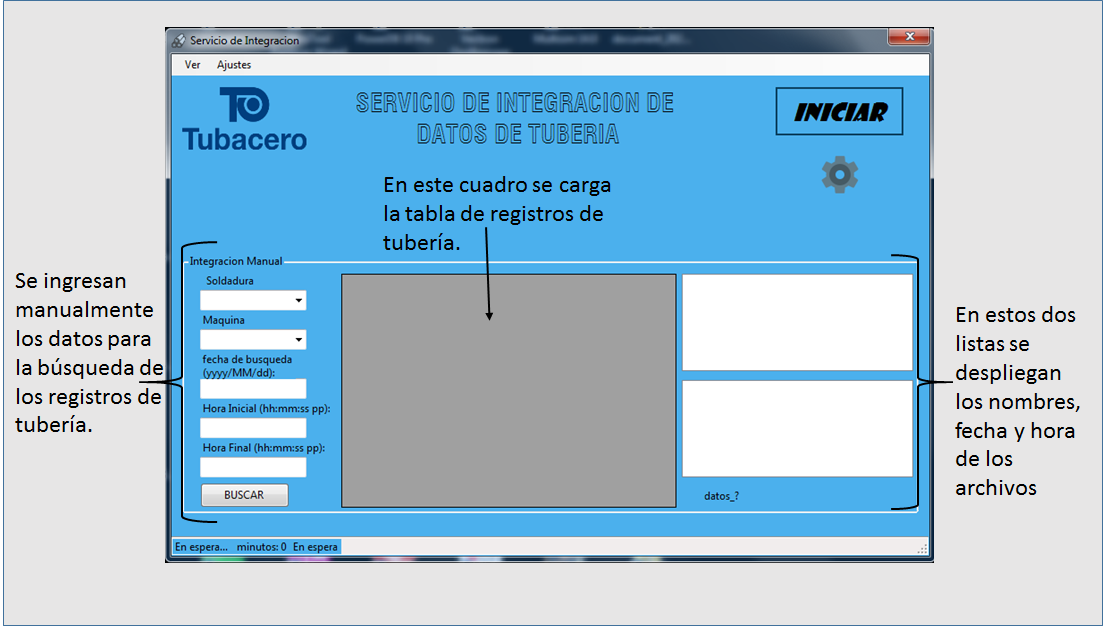 Servicio de Integracion
Ver Ajustes
TO
Tubacero
SERVICIO DE INTEGRACION DE
DATOS DE TUBERIA
INICIAR
En este cuadro se carga
la tabla de registros de
tubería.
Se ingresan
manualmente
los datos para
la búsqueda de
los registros de
tubería.
Integracion Manual
Soldadura
Maquina
fecha de busqueda
(yyyy/MM/dd):
Hora Inicial (hh:mm:ss pp):
Hora Final (hh:mm:ss pp):
BUSCAR
datos_?
En estos dos
listas se
despliegan
los nombres,
fecha y hora
de los
archivos
En espera... minutos: 0 En espera